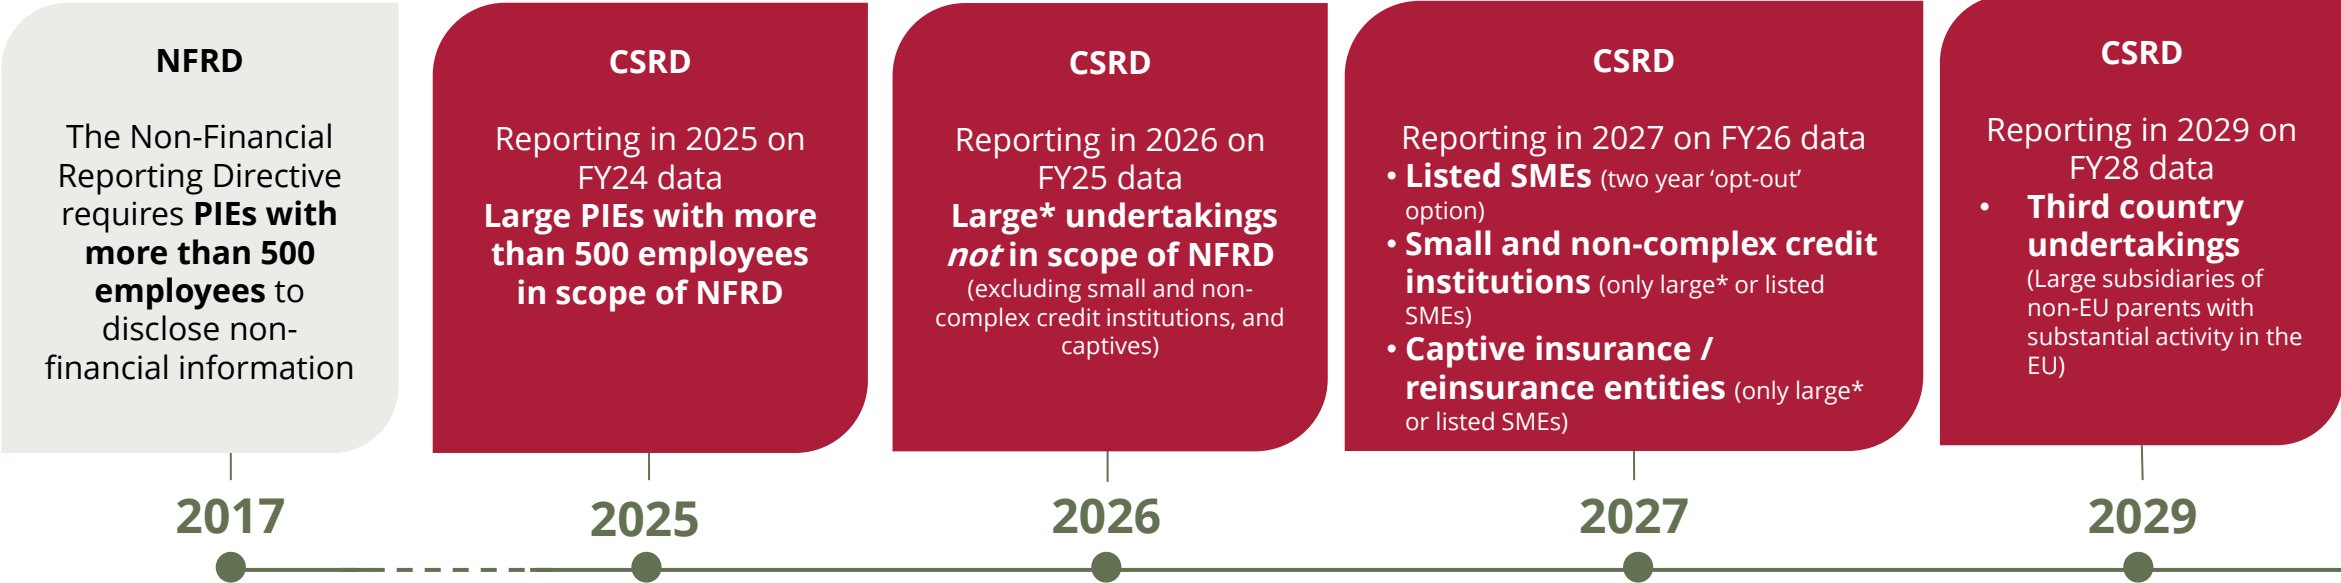 NFRD
The Non-Financial
Reporting Directive
requires PIEs with
more than 500
employees to
disclose non-
financial information
2017
CSRD
Reporting in 2025 on
FY24 data
Large PIEs with more
than 500 employees
in scope of NFRD
2025
CSRD
Reporting in 2026 on
FY25 data
Large* undertakings
not in scope of NFRD
(excluding small and non-
complex credit institutions, and
captives)
2026
CSRD
Reporting in 2027 on FY26 data
• Listed SMEs (two year ‘opt-out’
option)
• Small and non-complex credit
institutions (only large* or listed
SMEs)
• Captive insurance /
reinsurance entities (only large*
or listed SMEs)
2027
CSRD
Reporting in 2029 on
FY28 data
• Third country
undertakings
(Large subsidiaries of
non-EU parents with
substantial activity in the
EU)
2029